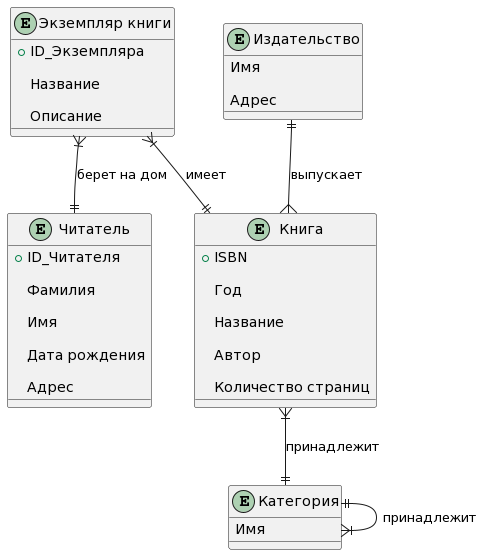 E Экземпляр книги
ID_Экземпляра
Название
Описание
E Издательство
Имя
Адрес
берет на дом
имеет
выпускает
E Читатель
ID_Читателя
Фамилия
Имя
Дата рождения
Адрес
E Книга
ISBN
Год
Название
Автор
Количество страниц
принадлежит
E Категория
Имя
принадлежит